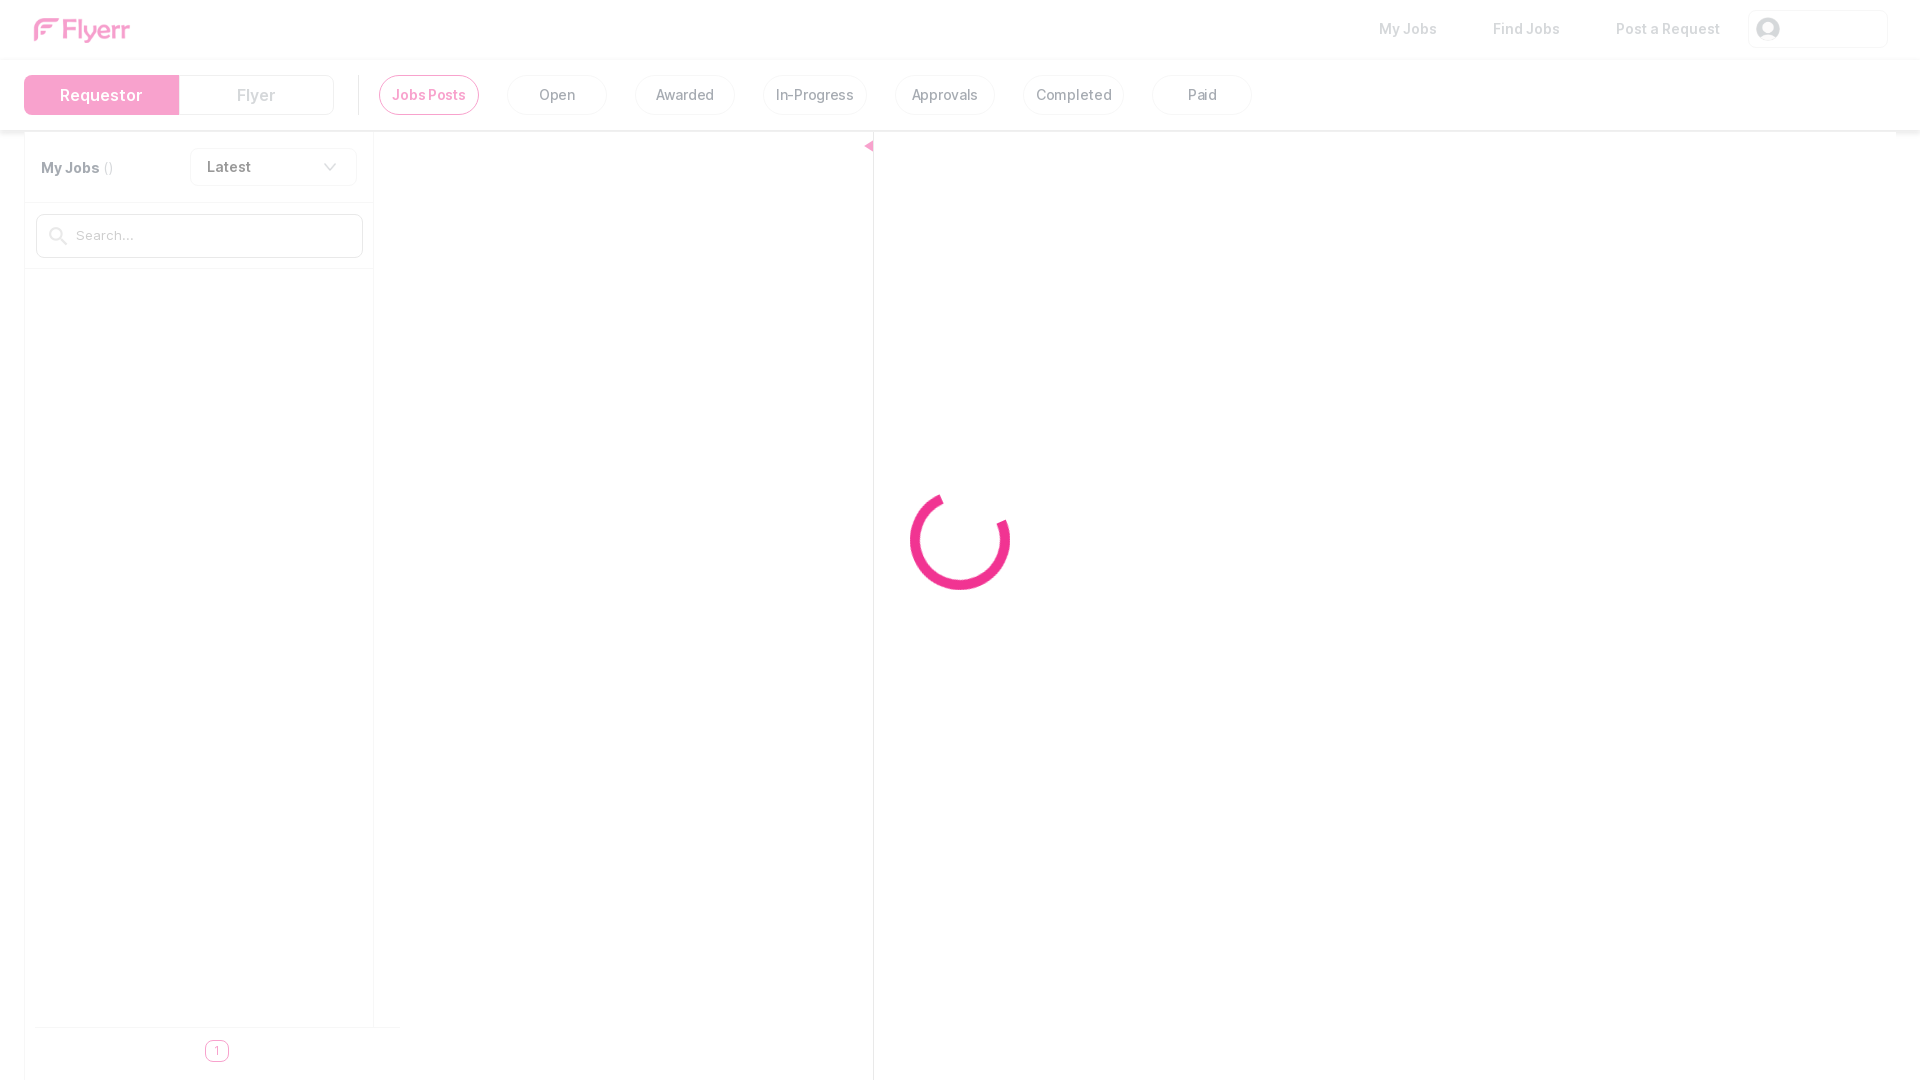 Flyerr
My Jobs
Find Jobs
Post a Request
Requestor
Flyer
Jobs Posts
Open
Awarded
In-Progress
Approvals
Completed
Paid
My Jobs ()
Latest
Search...
1